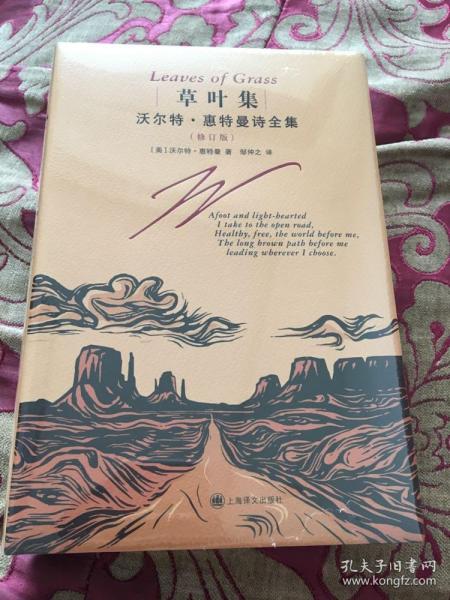 Leaves of Grass
草叶集
沃尔特·惠特曼诗全集
（修订版）
［美］沃尔特·惠特曼 著 邹仲之 译
W
Afoot and light-hearted
I take to the open road,
Healthy, free, the world before me,
The long brown path before me
leading wherever I choose.
上海译文出版社
孔夫子旧书网
www.kongfz.com